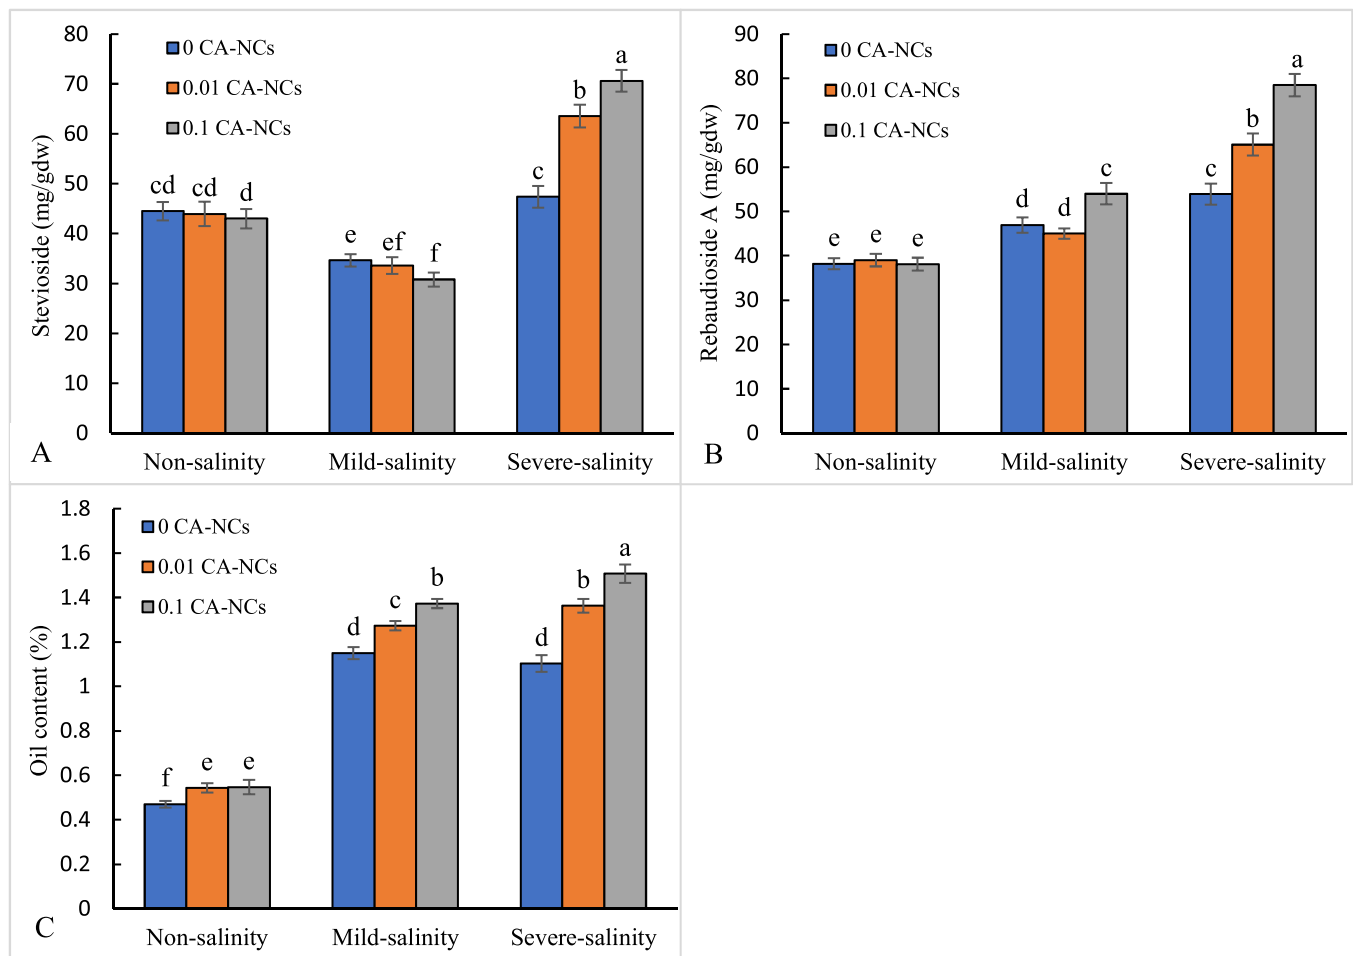 80
70
60
50
40
30
20
10
0
Stevioside (mg/gdw)
0 CA-NCs
0.01 CA-NCs
0.1 CA-NCs
cd cd d
e ef f
c b a
Non-salinity Mild-salinity Severe-salinity
A
90
80
70
60
50
40
30
20
10
0
Rebaudioside A (mg/gdw)
0 CA-NCs
0.01 CA-NCs
0.1 CA-NCs
e e e
d d c
c b a
Non-salinity Mild-salinity Severe-salinity
B
1.8
1.6
1.4
1.2
1
0.8
0.6
0.4
0.2
0
Oil content (%)
0 CA-NCs
0.01 CA-NCs
0.1 CA-NCs
f e e
d c b
d b a
Non-salinity Mild-salinity Severe-salinity
C